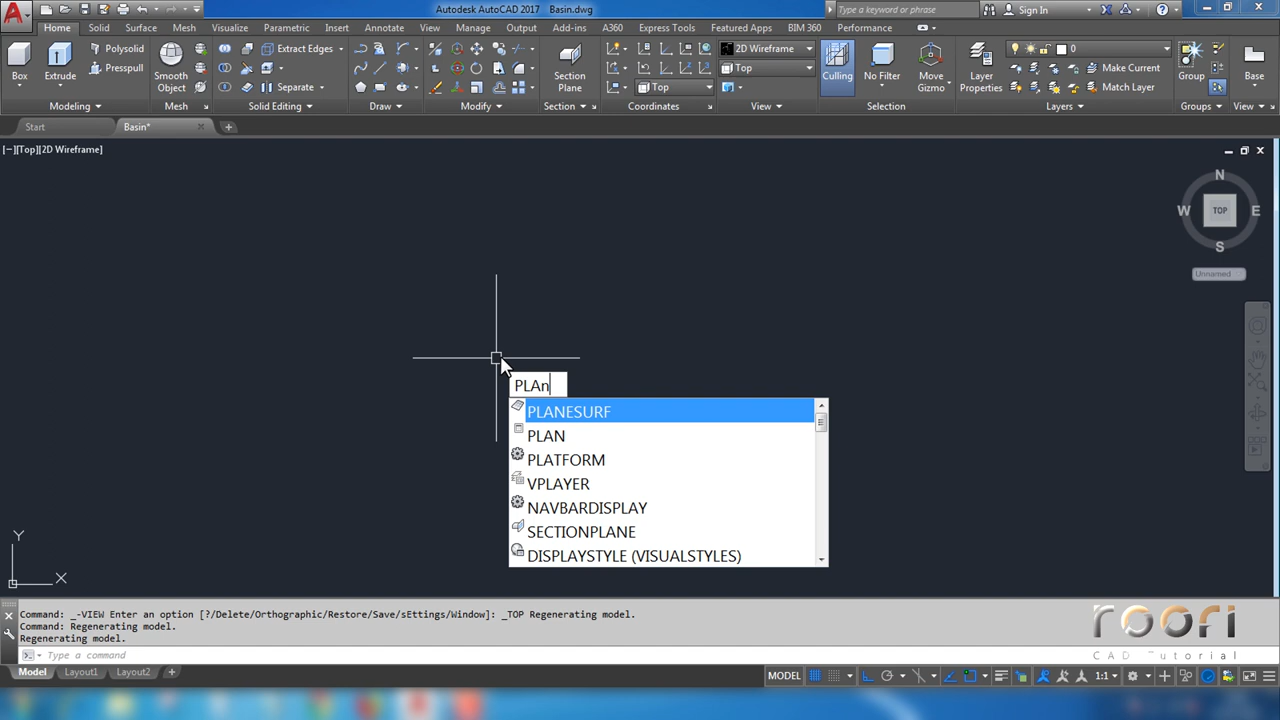 Autodesk AutoCAD 2017 Basin.dwg
Type a keyword or phrase
Sign In
Home Solid Surface Mesh Visualize Parametric Insert Annotate View Manage Output Add-ins A360 Express Tools Featured Apps BIM 360 Performance
Box
Extrude
Polysolid
Presspull
Smooth Object
Extract Edges
Separate
Section Plane
2D Wireframe
Top
Top
Culling
No Filter
Move Gizmo
Layer Properties
0
Make Current
Match Layer
Group
Base
Modeling Mesh Solid Editing Draw Modify Section Coordinates View Selection Layers Groups View
Start Basin*
[−][Top][2D Wireframe]
N
W TOP E
S
Unnamed
PLAn
PLANESURF
PLAN
PLATFORM
VPLAYER
NAVBARDISPLAY
SECTIONPLANE
DISPLAYSTYLE (VISUALSTYLES)
Y
X
Command: _-VIEW Enter an option [?/Delete/Orthographic/Restore/Save/sEttings/Window]: _TOP Regenerating model.
Command: Regenerating model.
Regenerating model.
Type a command
roori
CAD Tutorial
Model Layout1 Layout2
MODEL
1:1